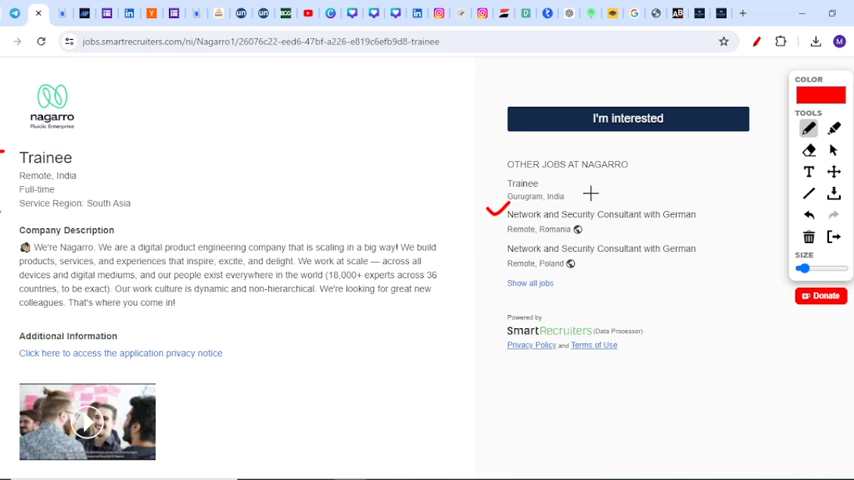 jobs.smartrecruiters.com/ni/Nagarro1/26076c22-eed6-47bf-a226-e819c6efb9d8-trainee
nagarro
Fluidic Enterprise
Trainee
Remote, India
Full-time
Service Region: South Asia
Company Description
We're Nagarro. We are a digital product engineering company that is scaling in a big way! We build
products, services, and experiences that inspire, excite, and delight. We work at scale — across all
devices and digital mediums, and our people exist everywhere in the world (18,000+ experts across 36
countries, to be exact). Our work culture is dynamic and non-hierarchical. We're looking for great new
colleagues. That's where you come in!
Additional Information
Click here to access the application privacy notice
I'm interested
OTHER JOBS AT NAGARRO
Trainee
Gurugram, India
Network and Security Consultant with German
Remote, Romania
Network and Security Consultant with German
Remote, Poland
Show all jobs
Powered by
SmartRecruiters (Data Processor)
Privacy Policy and Terms of Use
COLOR
TOOLS
T
SIZE
Donate
M